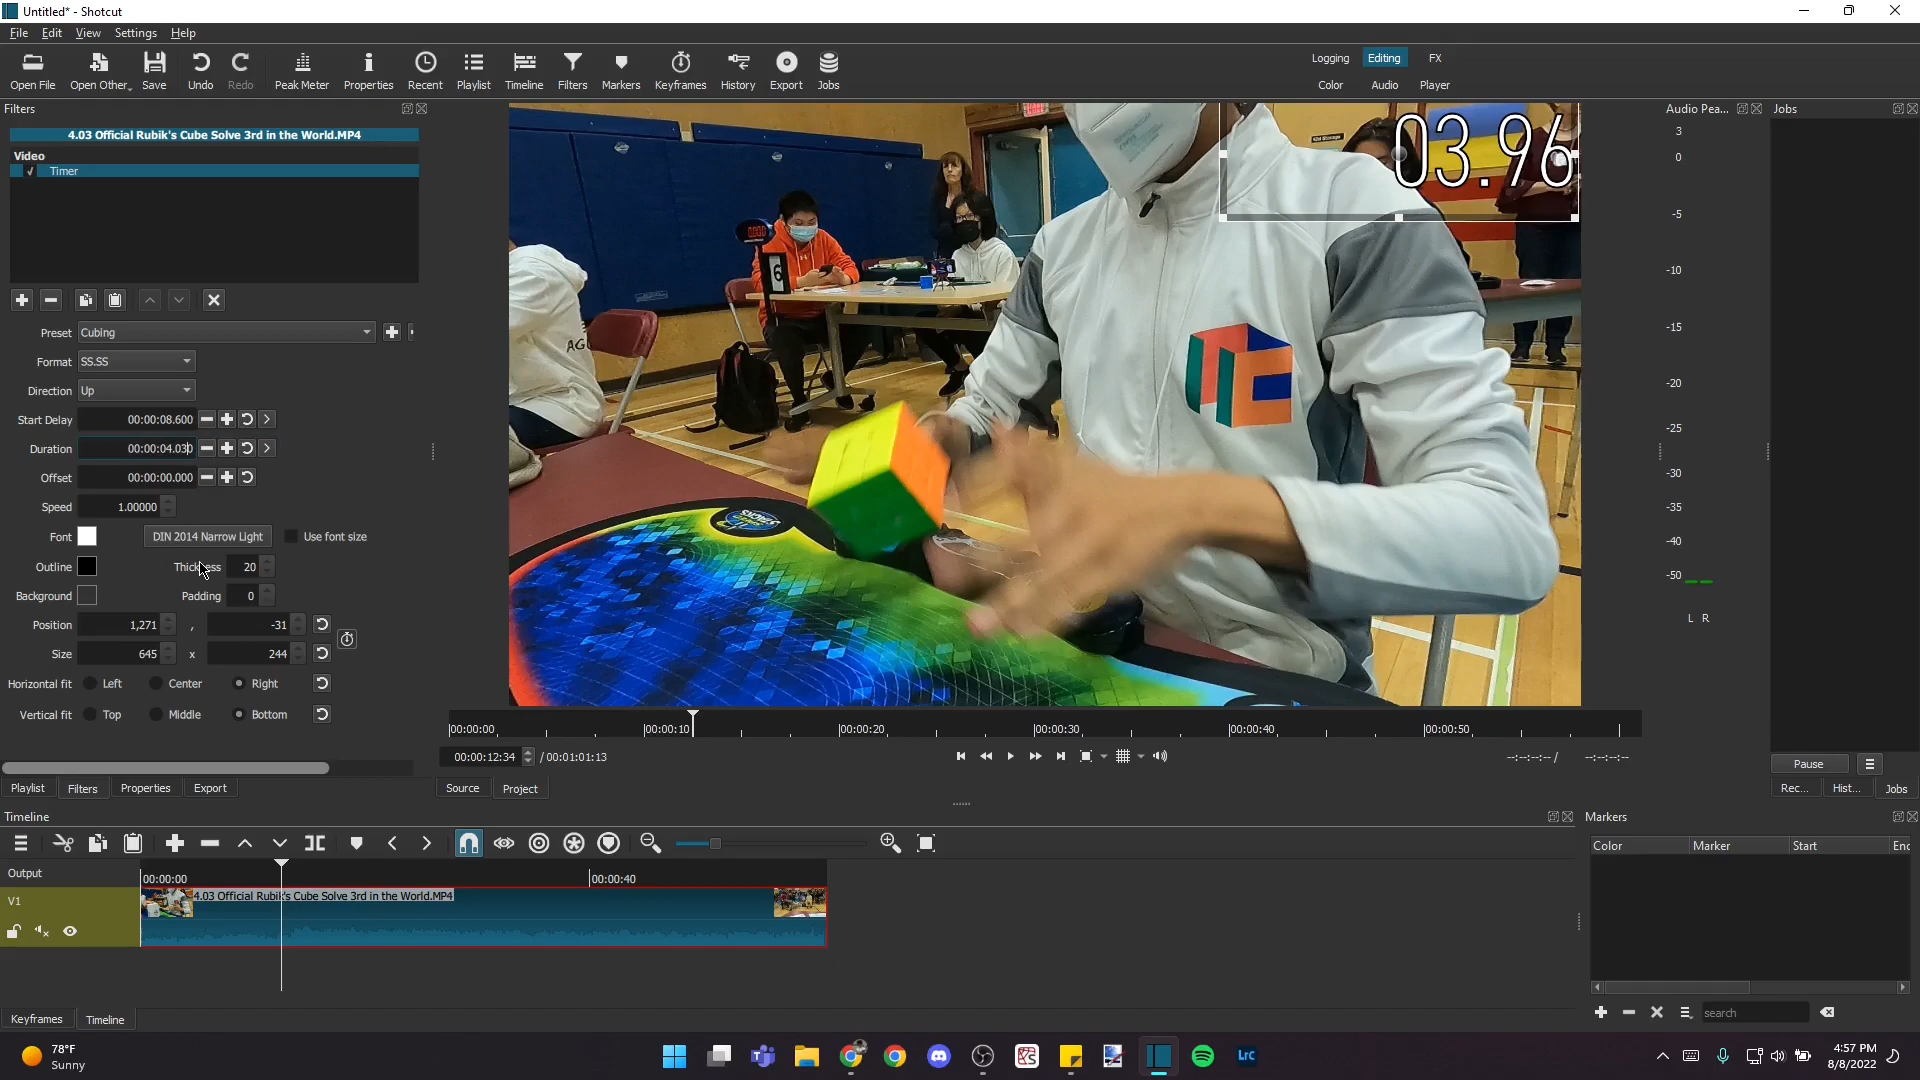 Untitled* - Shotcut
File Edit View Settings Help
Open File Open Other... Save Undo Redo Peak Meter Properties Recent Playlist Timeline Filters Markers Keyframes History Export Jobs
Logging Editing FX
Color Audio Player
Filters
4.03 Official Rubik's Cube Solve 3rd in the World.MP4
Video
Timer
Preset Cubing
Format SS.SS
Direction Up
Start Delay 00:00:08.600
Duration 00:00:04.030
Offset 00:00:00.000
Speed 1.00000
Font DIN 2014 Narrow Light Use font size
Outline Thickness 20
Background Padding 0
Position 1,271 , -31
Size 645 x 244
Horizontal fit Left Center Right
Vertical fit Top Middle Bottom
Playlist Filters Properties Export
03.96
6
AG
00:00:00 00:00:10 00:00:20 00:00:30 00:00:40 00:00:50
00:00:12:34 / 00:01:01:13
--:--:--:-- / --:--:--:--
Source Project
Audio Pea...
3
0
-5
-10
-15
-20
-25
-30
-35
-40
-50
L R
Jobs
Pause
Rec... Hist... Jobs
Timeline
Output
00:00:00 00:00:40
V1
4.03 Official Rubik's Cube Solve 3rd in the World.MP4
Keyframes Timeline
Markers
Color Marker Start Enc
search
78°F
Sunny
Lrc
4:57 PM
8/8/2022